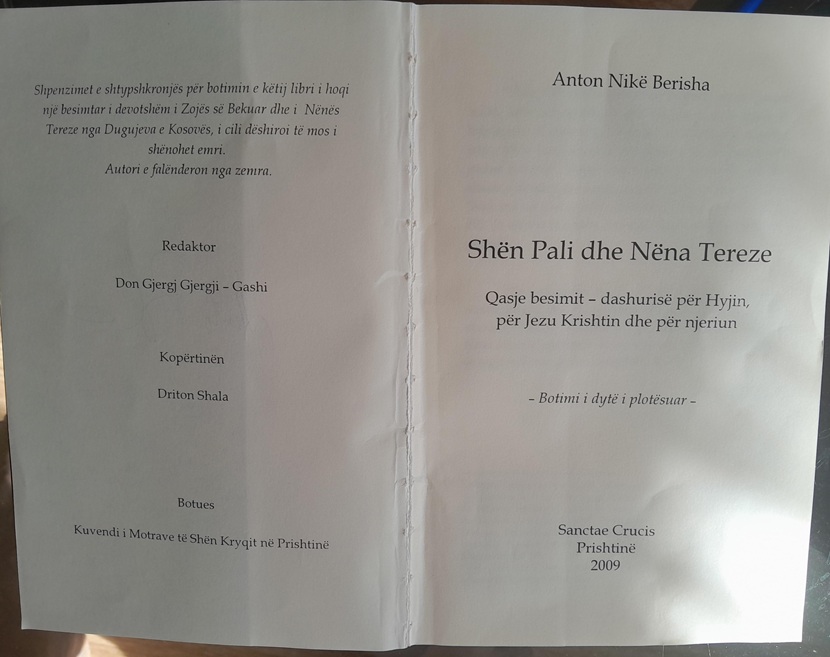 Shpenzimet e shtypshkronjës për botimin e këtij libri i hoqi
një besimtar i devotshëm i Zojës së Bekuar dhe i Nënës
Tereze nga Dugujeva e Kosovës, i cili dëshiroi të mos i
shënohet emri.
Autori e falënderon nga zemra.
Redaktor
Don Gjergj Gjergji – Gashi
Kopërtinën
Driton Shala
Botues
Kuvendi i Motrave të Shën Kryqit në Prishtinë
Anton Nikë Berisha
Shën Pali dhe Nëna Tereze
Qasje besimit – dashurisë për Hyjin,
për Jezu Krishtin dhe për njeriun
– Botimi i dytë i plotësuar –
Sanctae Crucis
Prishtinë
2009